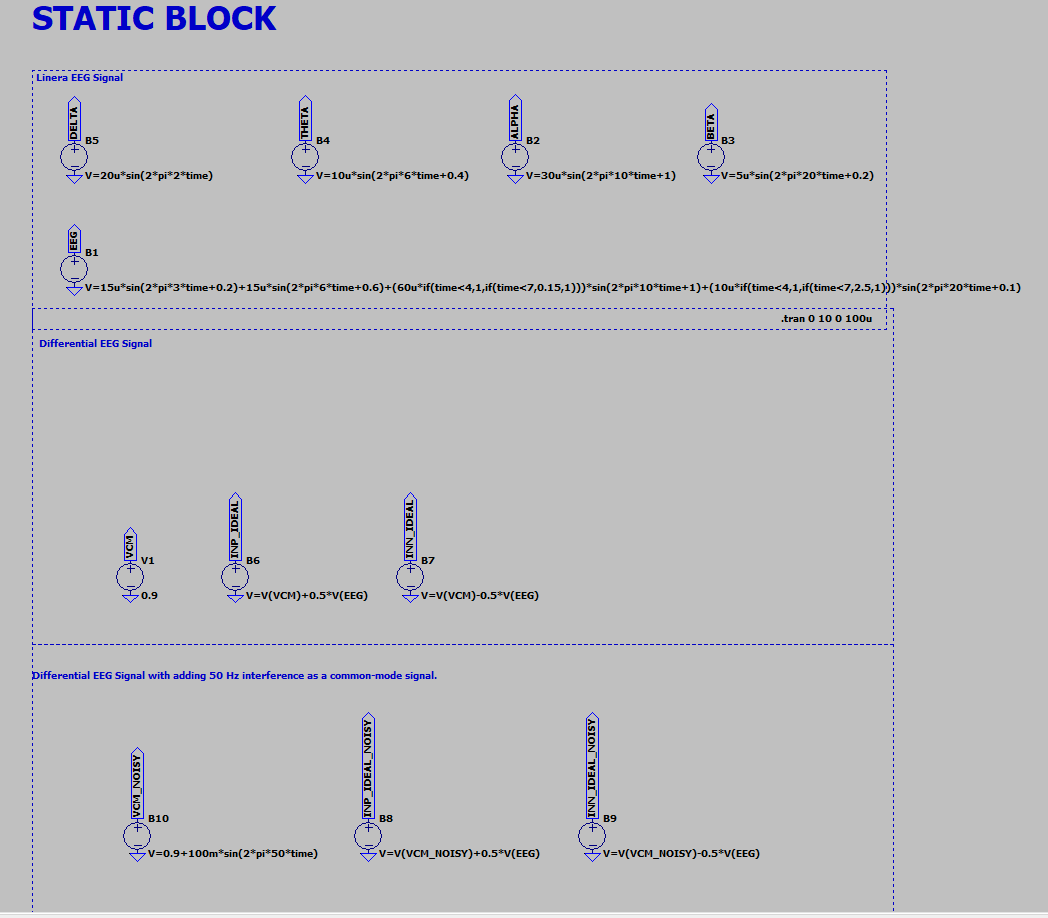 STATIC BLOCK
Linera EEG Signal
DELTA
B5
V=20u*sin(2*pi*2*time)
THETA
B4
V=10u*sin(2*pi*6*time+0.4)
ALPHA
B2
V=30u*sin(2*pi*10*time+1)
BETA
B3
V=5u*sin(2*pi*20*time+0.2)
EEG
B1
V=15u*sin(2*pi*3*time+0.2)+15u*sin(2*pi*6*time+0.6)+(60u*if(time<4,1,if(time<7,0.15,1)))*sin(2*pi*10*time+1)+(10u*if(time<4,1,if(time<7,2.5,1)))*sin(2*pi*20*time+0.1)
.tran 0 10 0 100u
Differential EEG Signal
VCM
V1
0.9
INP_IDEAL
B6
V=V(VCM)+0.5*V(EEG)
INN_IDEAL
B7
V=V(VCM)-0.5*V(EEG)
Differential EEG Signal with adding 50 Hz interference as a common-mode signal.
VCM_NOISY
B10
V=0.9+100m*sin(2*pi*50*time)
INP_IDEAL_NOISY
B8
V=V(VCM_NOISY)+0.5*V(EEG)
INN_IDEAL_NOISY
B9
V=V(VCM_NOISY)-0.5*V(EEG)